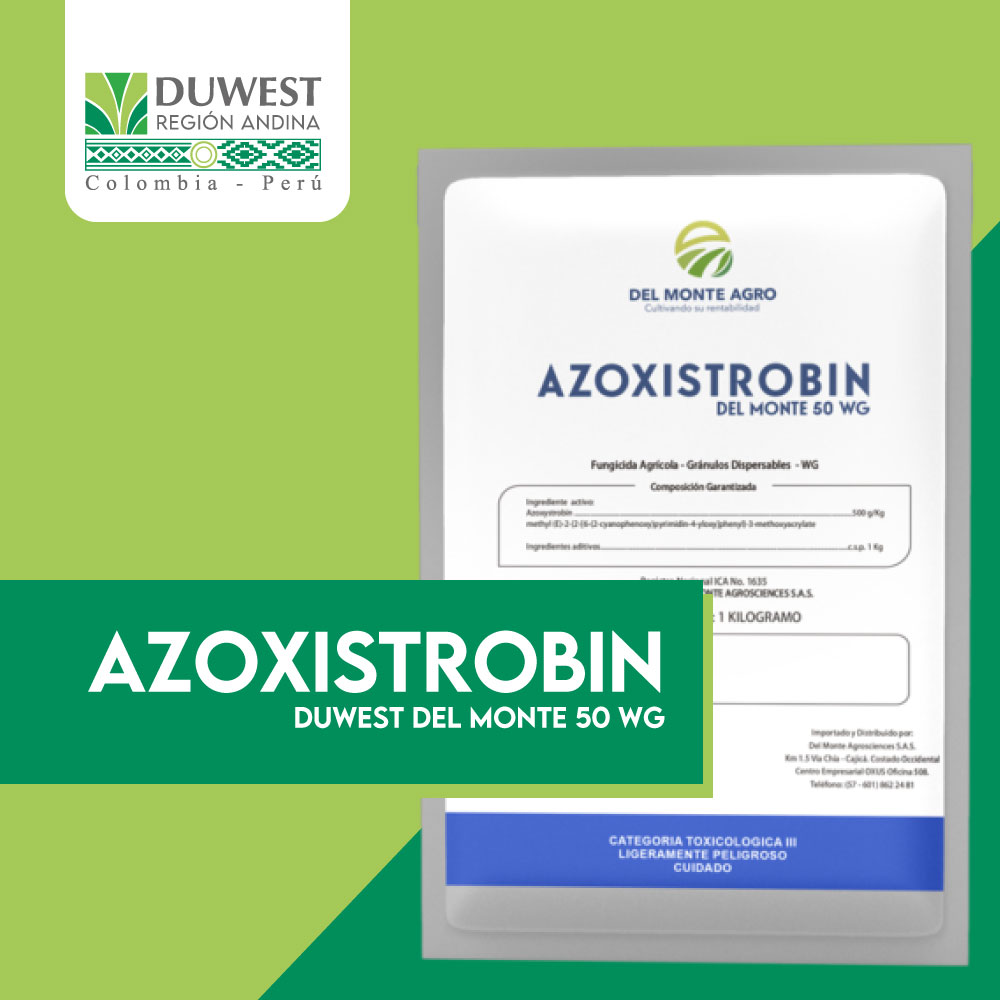 DUWEST
REGIÓN ANDINA
Colombia - Perú
DEL MONTE AGRO
Cultivando su rentabilidad
AZOXISTROBIN
DEL MONTE 50 WG
Fungicida Agrícola - Gránulos Dispersables - WG
Composición Garantizada
Ingrediente activo:
Azoxystrobin ... 500 g/Kg
methyl (E)-2-{2-[6-(2-cyanophenoxy)pyrimidin-4-yloxy]phenyl}-3-methoxyacrylate
Ingredientes aditivos ... c.s.p. 1 Kg
ICA No. 1635
AGROSCIENCES S.A.S.
: 1 KILOGRAMO
AZOXISTROBIN
DUWEST DEL MONTE 50 WG
Importado y Distribuido por:
Del Monte Agrosciences S.A.S.
Km 1.5 Vía Chía - Cajicá. Costado Occidental
Centro Empresarial OXUS Oficina 508.
Teléfono: (57 - 601) 862 24 81
CATEGORIA TOXICOLOGICA III
LIGERAMENTE PELIGROSO
CUIDADO